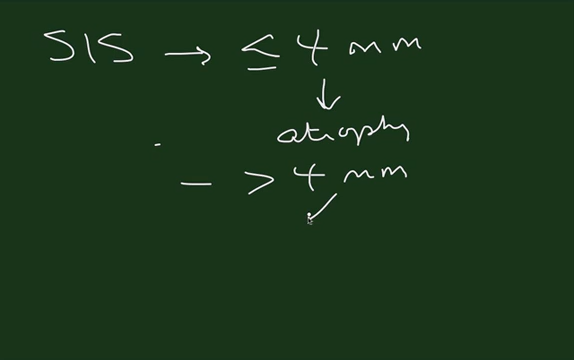 SIS → ≤ 4 mm
↓
atrophy
- > 4 mm